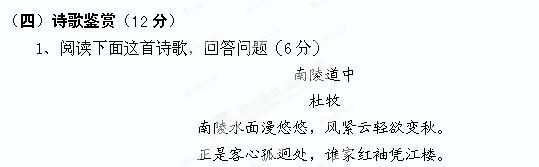 （四）诗歌鉴赏（12 分）
1、阅读下面这首诗歌，回答问题（6 分）
南陵道中
杜牧
南陵水面漫悠悠，风紧云轻欲变秋。
正是客心孤迥处，谁家红袖凭江楼。